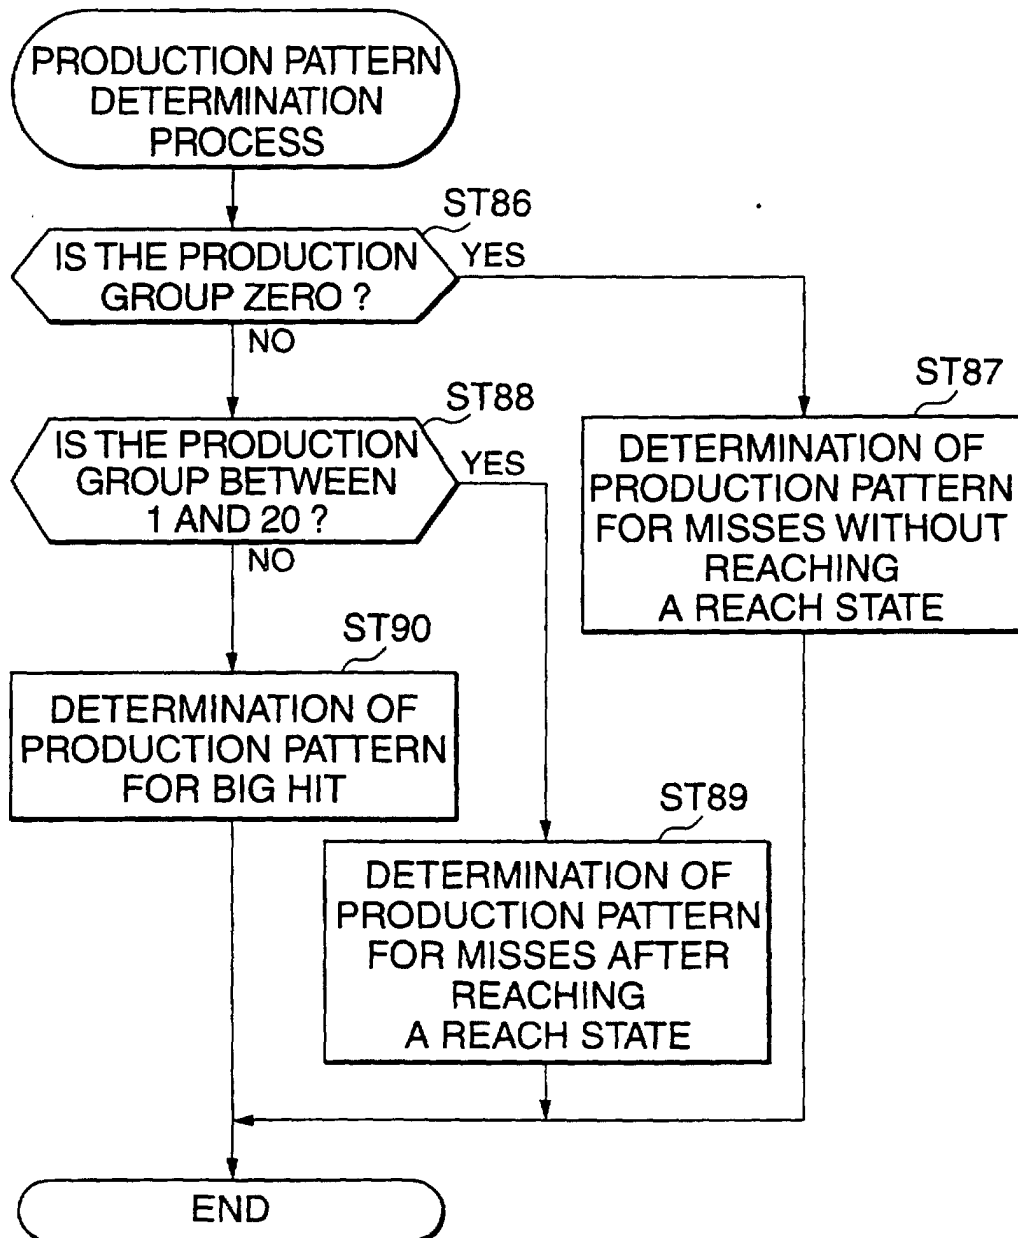 PRODUCTION PATTERN
DETERMINATION
PROCESS
ST86
IS THE PRODUCTION
GROUP ZERO ?
YES
NO
ST87
DETERMINATION OF
PRODUCTION PATTERN
FOR MISSES WITHOUT
REACHING
A REACH STATE
ST88
IS THE PRODUCTION
GROUP BETWEEN
1 AND 20 ?
YES
NO
ST90
DETERMINATION OF
PRODUCTION PATTERN
FOR BIG HIT
ST89
DETERMINATION OF
PRODUCTION PATTERN
FOR MISSES AFTER
REACHING
A REACH STATE
END